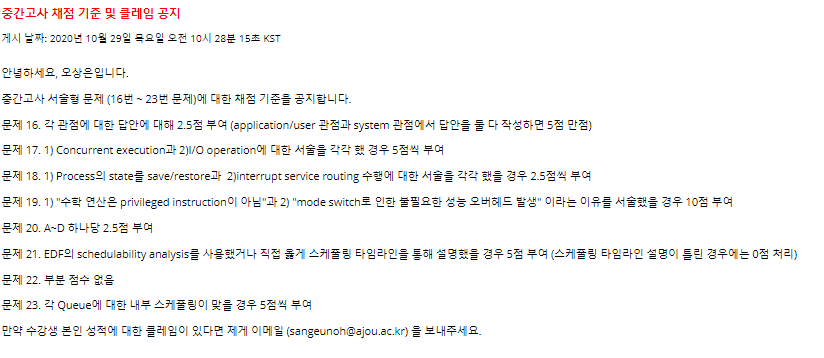 중간고사 채점 기준 및 클레임 공지
게시 날짜: 2020년 10월 29일 목요일 오전 10시 28분 15초 KST
안녕하세요, 오상은입니다.
중간고사 서술형 문제 (16번 ~ 23번 문제)에 대한 채점 기준을 공지합니다.
문제 16. 각 관점에 대한 답안에 대해 2.5점 부여 (application/user 관점과 system 관점에서 답안을 둘 다 작성하면 5점 만점)
문제 17. 1) Concurrent execution과 2)I/O operation에 대한 서술을 각각 했 경우 5점씩 부여
문제 18. 1) Process의 state를 save/restore과  2)interrupt service routing 수행에 대한 서술을 각각 했을 경우 2.5점씩 부여
문제 19. 1) "수학 연산은 privileged instruction이 아님"과 2) "mode switch로 인한 불필요한 성능 오버헤드 발생" 이라는 이유를 서술했을 경우 10점 부여
문제 20. A~D 하나당 2.5점 부여
문제 21. EDF의 schedulability analysis를 사용했거나 직접 옳게 스케쥴링 타임라인을 통해 설명했을 경우 5점 부여 (스케쥴링 타임라인 설명이 틀린 경우에는 0점 처리)
문제 22. 부분 점수 없음
문제 23. 각 Queue에 대한 내부 스케쥴링이 맞을 경우 5점씩 부여
만약 수강생 본인 성적에 대한 클레임이 있다면 제게 이메일 (sangeunoh@ajou.ac.kr) 을 보내주세요.